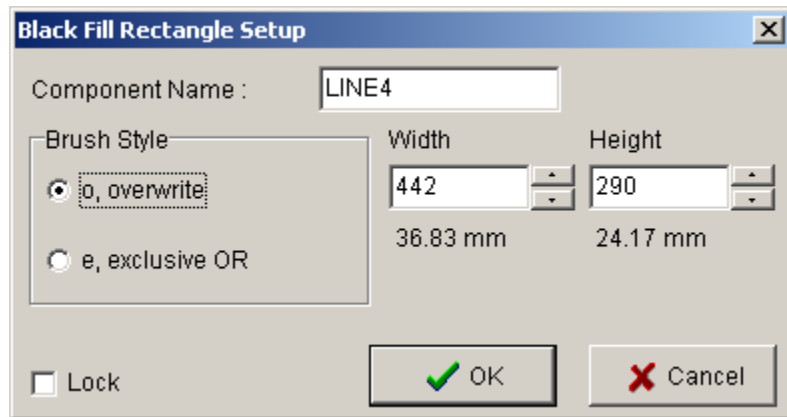 Black Fill Rectangle Setup
Component Name : LINE4
Brush Style
o, overwrite
e, exclusive OR
Width
442
36.83 mm
Height
290
24.17 mm
Lock
OK
Cancel